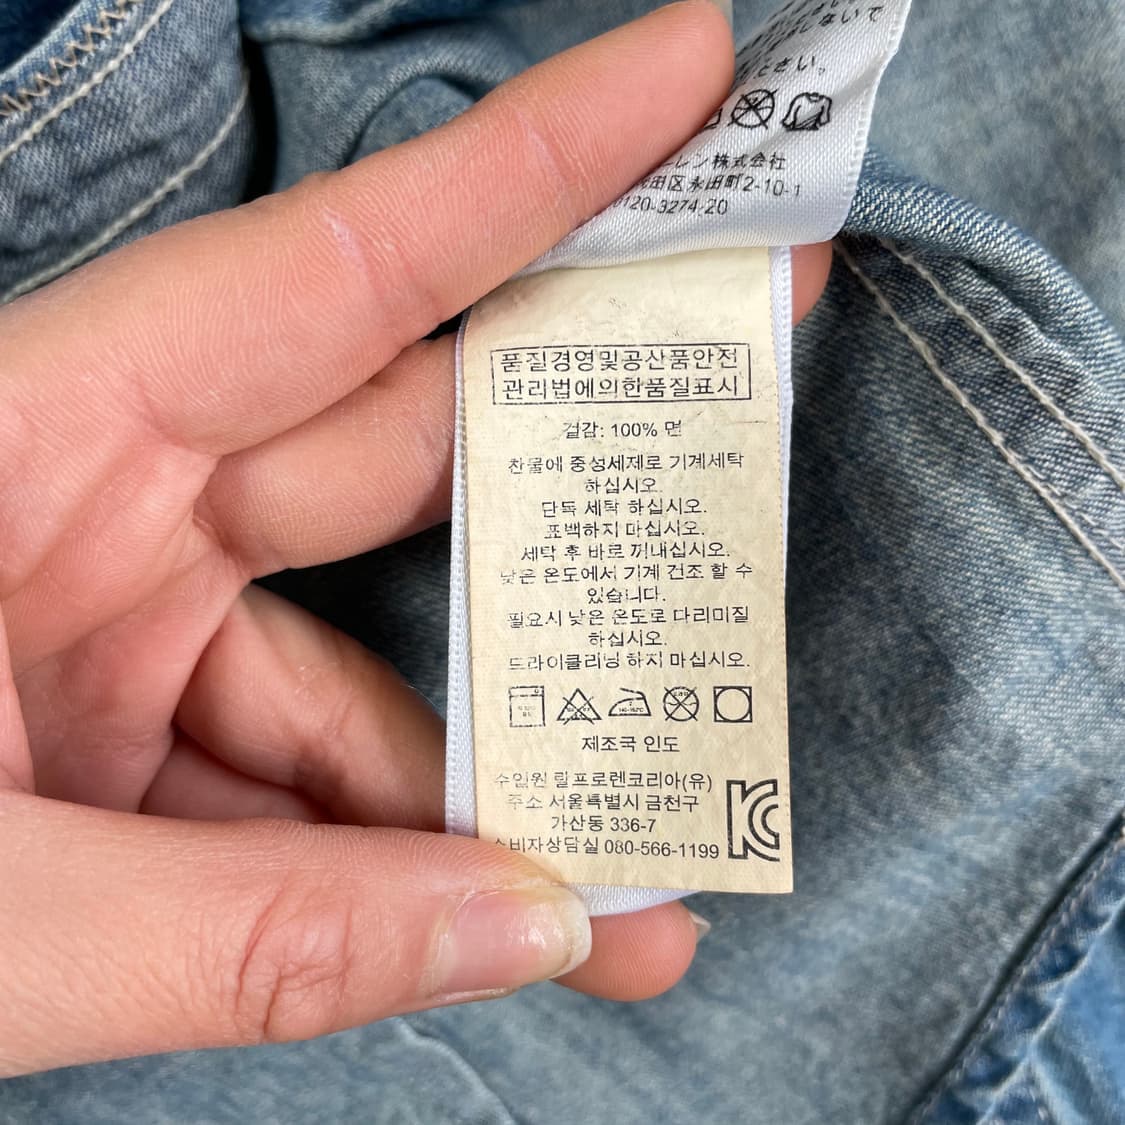 しないで
ださい。
レン株式会社
田区永田町2-10-1
0120-3274-20
품질경영및공산품안전
관리법에의한품질표시
겉감: 100% 면
찬물에 중성세제로 기계세탁
하십시오.
단독 세탁 하십시오.
표백하지 마십시오.
세탁 후 바로 꺼내십시오.
낮은 온도에서 기계 건조 할 수
있습니다.
필요시 낮은 온도로 다리미질
하십시오.
드라이클리닝 하지 마십시오.
제조국 인도
수입원 랄프로렌코리아(유)
주소 서울특별시 금천구
가산동 336-7
소비자상담실 080-566-1199